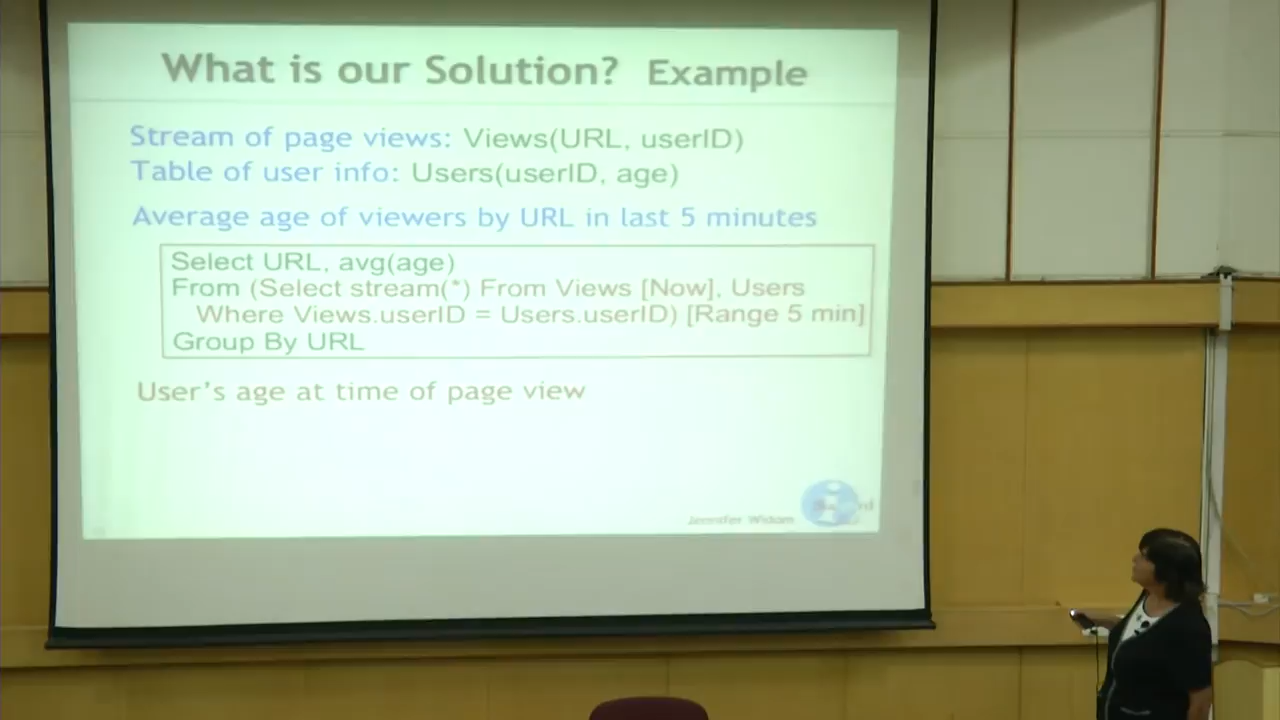 What is our Solution? Example
Stream of page views: Views(URL, userID)
Table of user info: Users(userID, age)
Average age of viewers by URL in last 5 minutes
Select URL, avg(age)
From (Select stream(*) From Views [Now], Users
Where Views.userID = Users.userID) [Range 5 min]
Group By URL
User's age at time of page view
Jennifer Widom